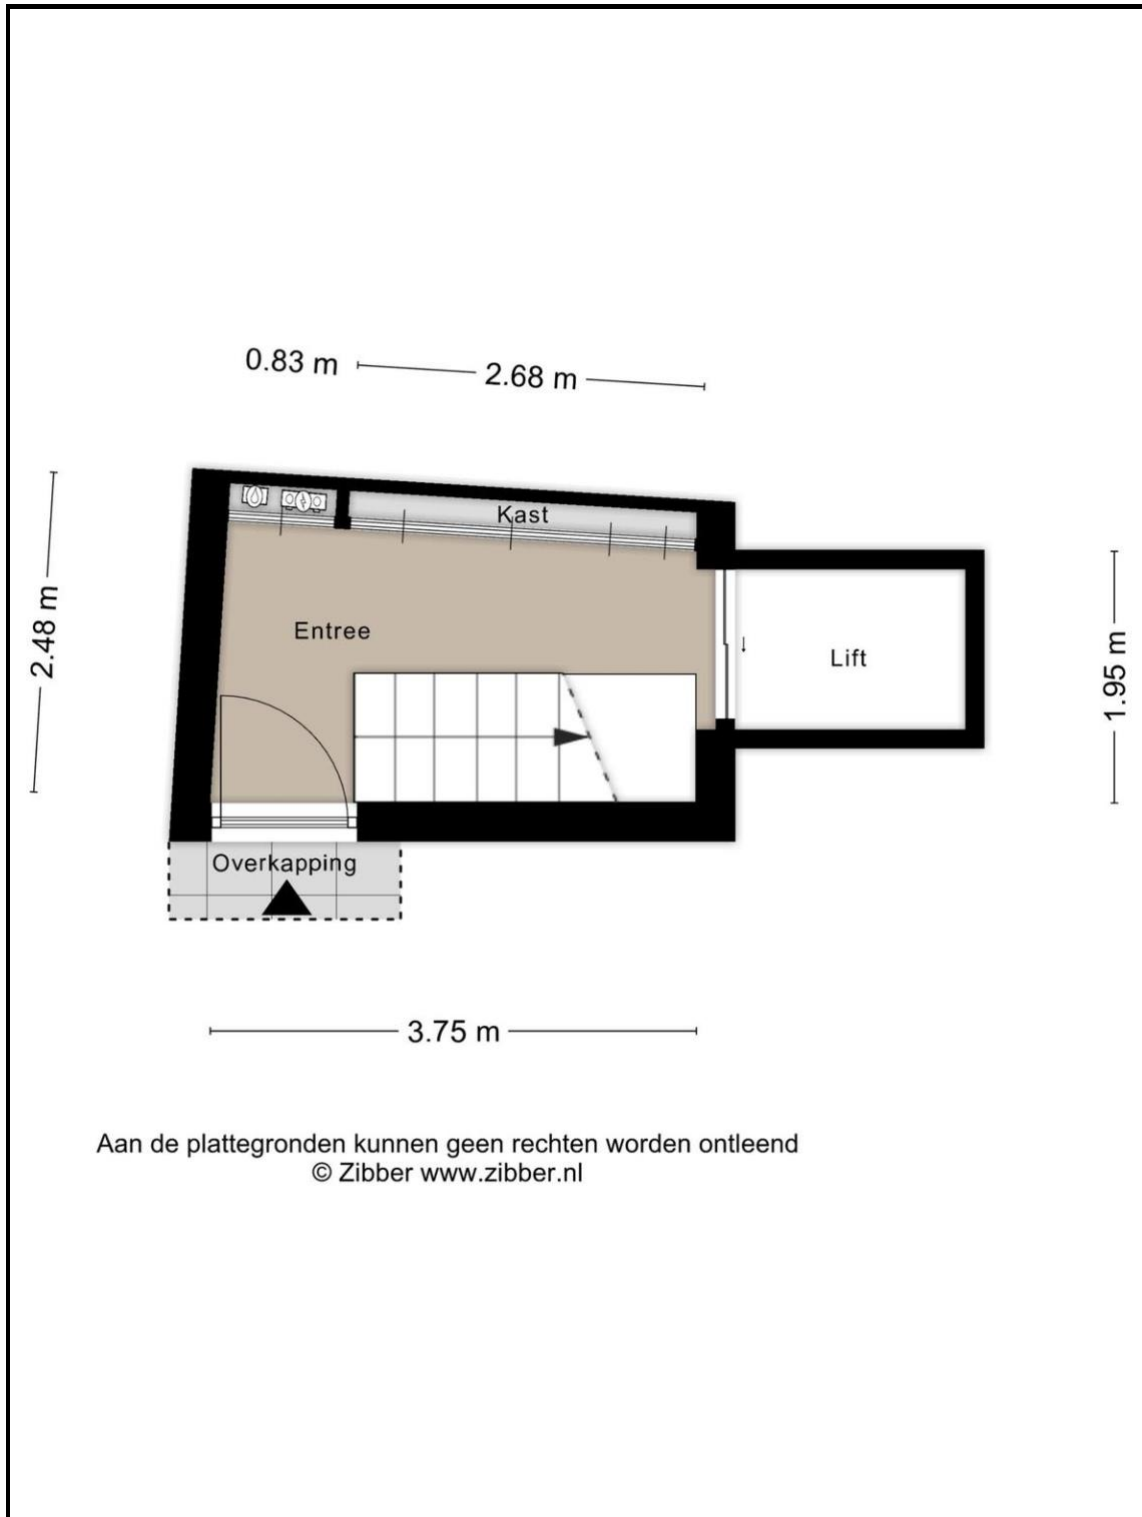 0.83 m
2.68 m
Kast
2.48 m
Entree
Lift
1.95 m
Overkapping
3.75 m
Aan de plattegronden kunnen geen rechten worden ontleend
© Zibber www.zibber.nl